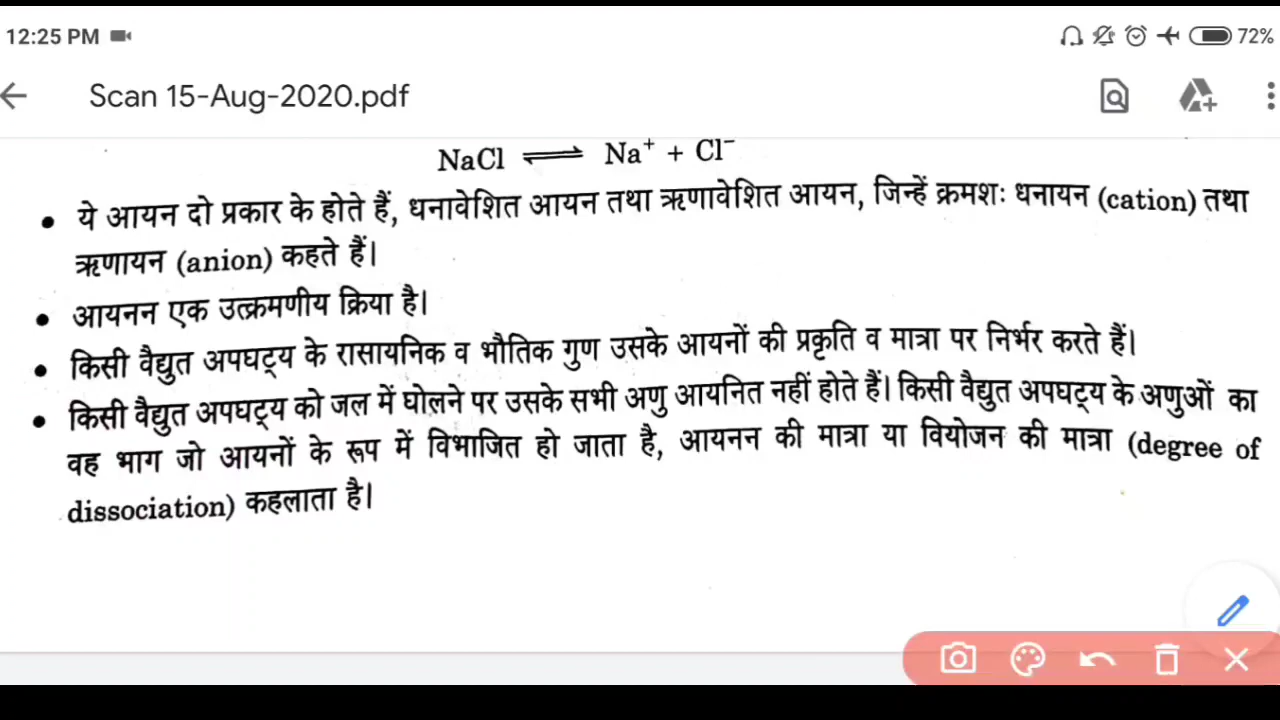 12:25 PM 72%
Scan 15-Aug-2020.pdf
NaCl ⇌ Na⁺ + Cl⁻
• ये आयन दो प्रकार के होते हैं, धनावेशित आयन तथा ऋणावेशित आयन, जिन्हें क्रमशः धनायन (cation) तथा
ऋणायन (anion) कहते हैं।
• आयनन एक उत्क्रमणीय क्रिया है।
• किसी वैद्युत अपघट्य के रासायनिक व भौतिक गुण उसके आयनों की प्रकृति व मात्रा पर निर्भर करते हैं।
• किसी वैद्युत अपघट्य को जल में घोलने पर उसके सभी अणु आयनित नहीं होते हैं। किसी वैद्युत अपघट्य के अणुओं का
वह भाग जो आयनों के रूप में विभाजित हो जाता है, आयनन की मात्रा या वियोजन की मात्रा (degree of
dissociation) कहलाता है।